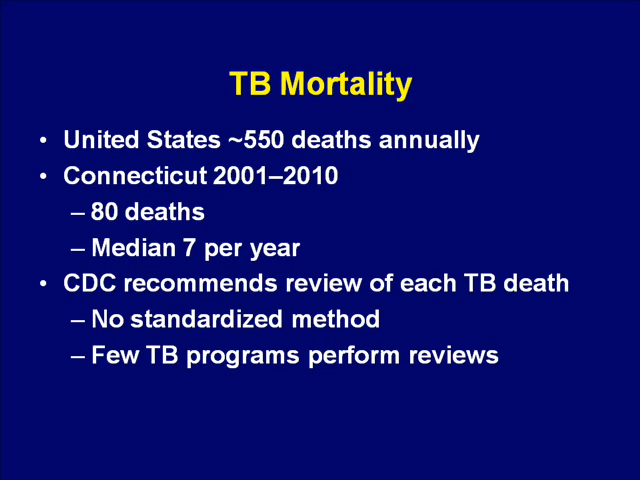 TB Mortality
• United States ~550 deaths annually
• Connecticut 2001–2010
– 80 deaths
– Median 7 per year
• CDC recommends review of each TB death
– No standardized method
– Few TB programs perform reviews